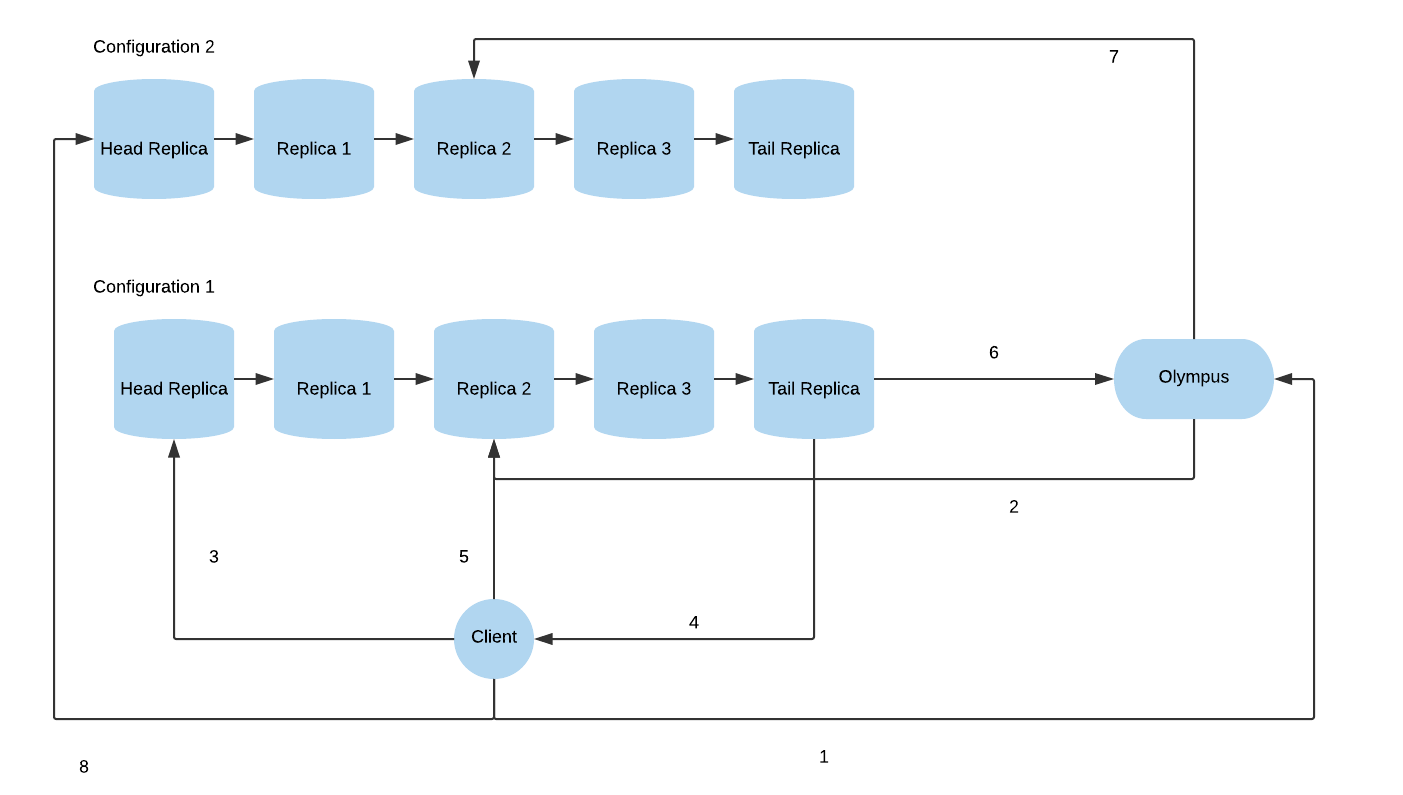 Configuration 2
7
Head Replica
Replica 1
Replica 2
Replica 3
Tail Replica
Configuration 1
6
Head Replica
Replica 1
Replica 2
Replica 3
Tail Replica
Olympus
2
3
5
4
Client
1
8